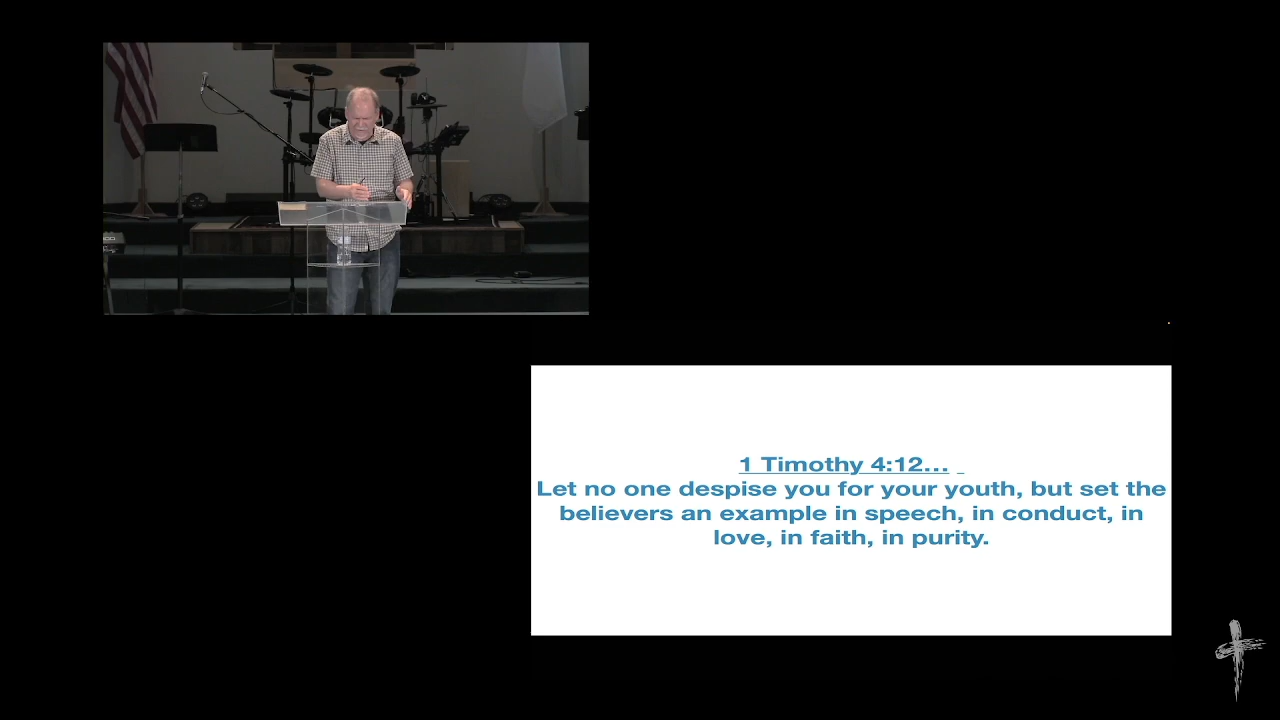 1 Timothy 4:12... _
Let no one despise you for your youth, but set the
believers an example in speech, in conduct, in
love, in faith, in purity.